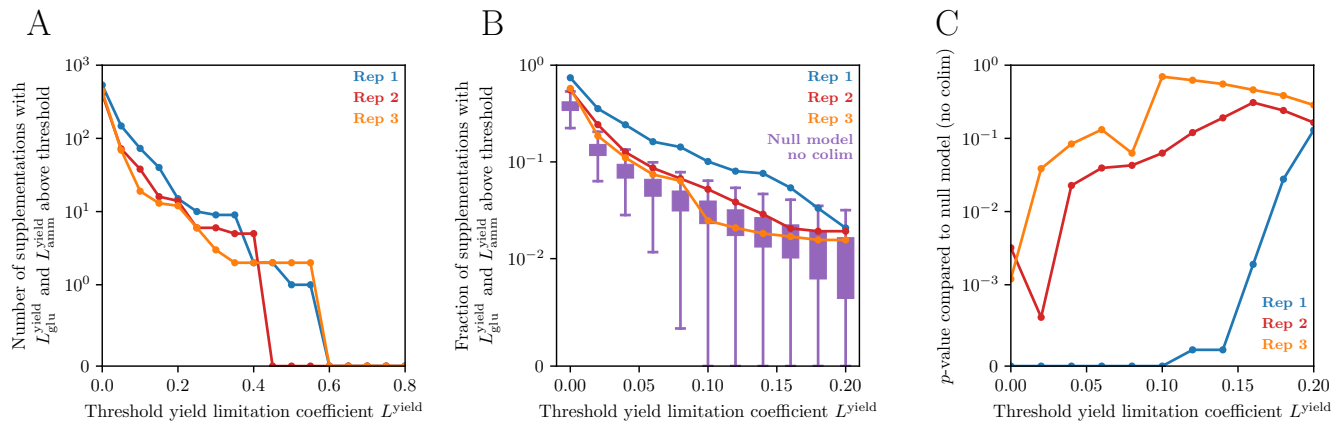 A
Number of supplementations with
L^yield_glu and L^yield_amm above threshold
10^3
10^2
10^1
10^0
0
0.0
0.2
0.4
0.6
0.8
Threshold yield limitation coefficient L^yield
Rep 1
Rep 2
Rep 3
B
Fraction of supplementations with
L^yield_glu and L^yield_amm above threshold
10^0
10^-1
10^-2
0
0.00
0.05
0.10
0.15
0.20
Threshold yield limitation coefficient L^yield
Rep 1
Rep 2
Rep 3
Null model
no colim
C
p-value compared to null model (no colim)
10^0
10^-1
10^-2
10^-3
0
0.00
0.05
0.10
0.15
0.20
Threshold yield limitation coefficient L^yield
Rep 1
Rep 2
Rep 3